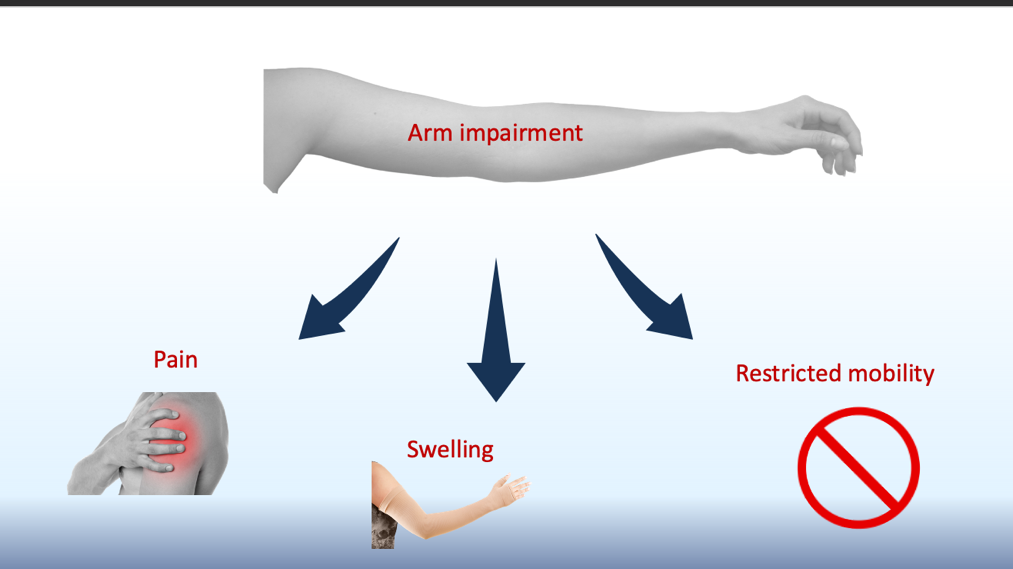 Arm impairment
Pain
Restricted mobility
Swelling